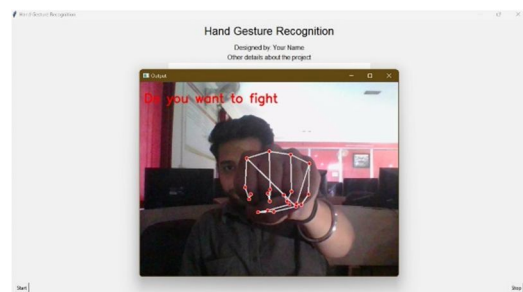 Hand Gesture Recognition
Hand Gesture Recognition
Designed by: Your Name
Other details about the project
Output
Do you want to fight
Start
Stop